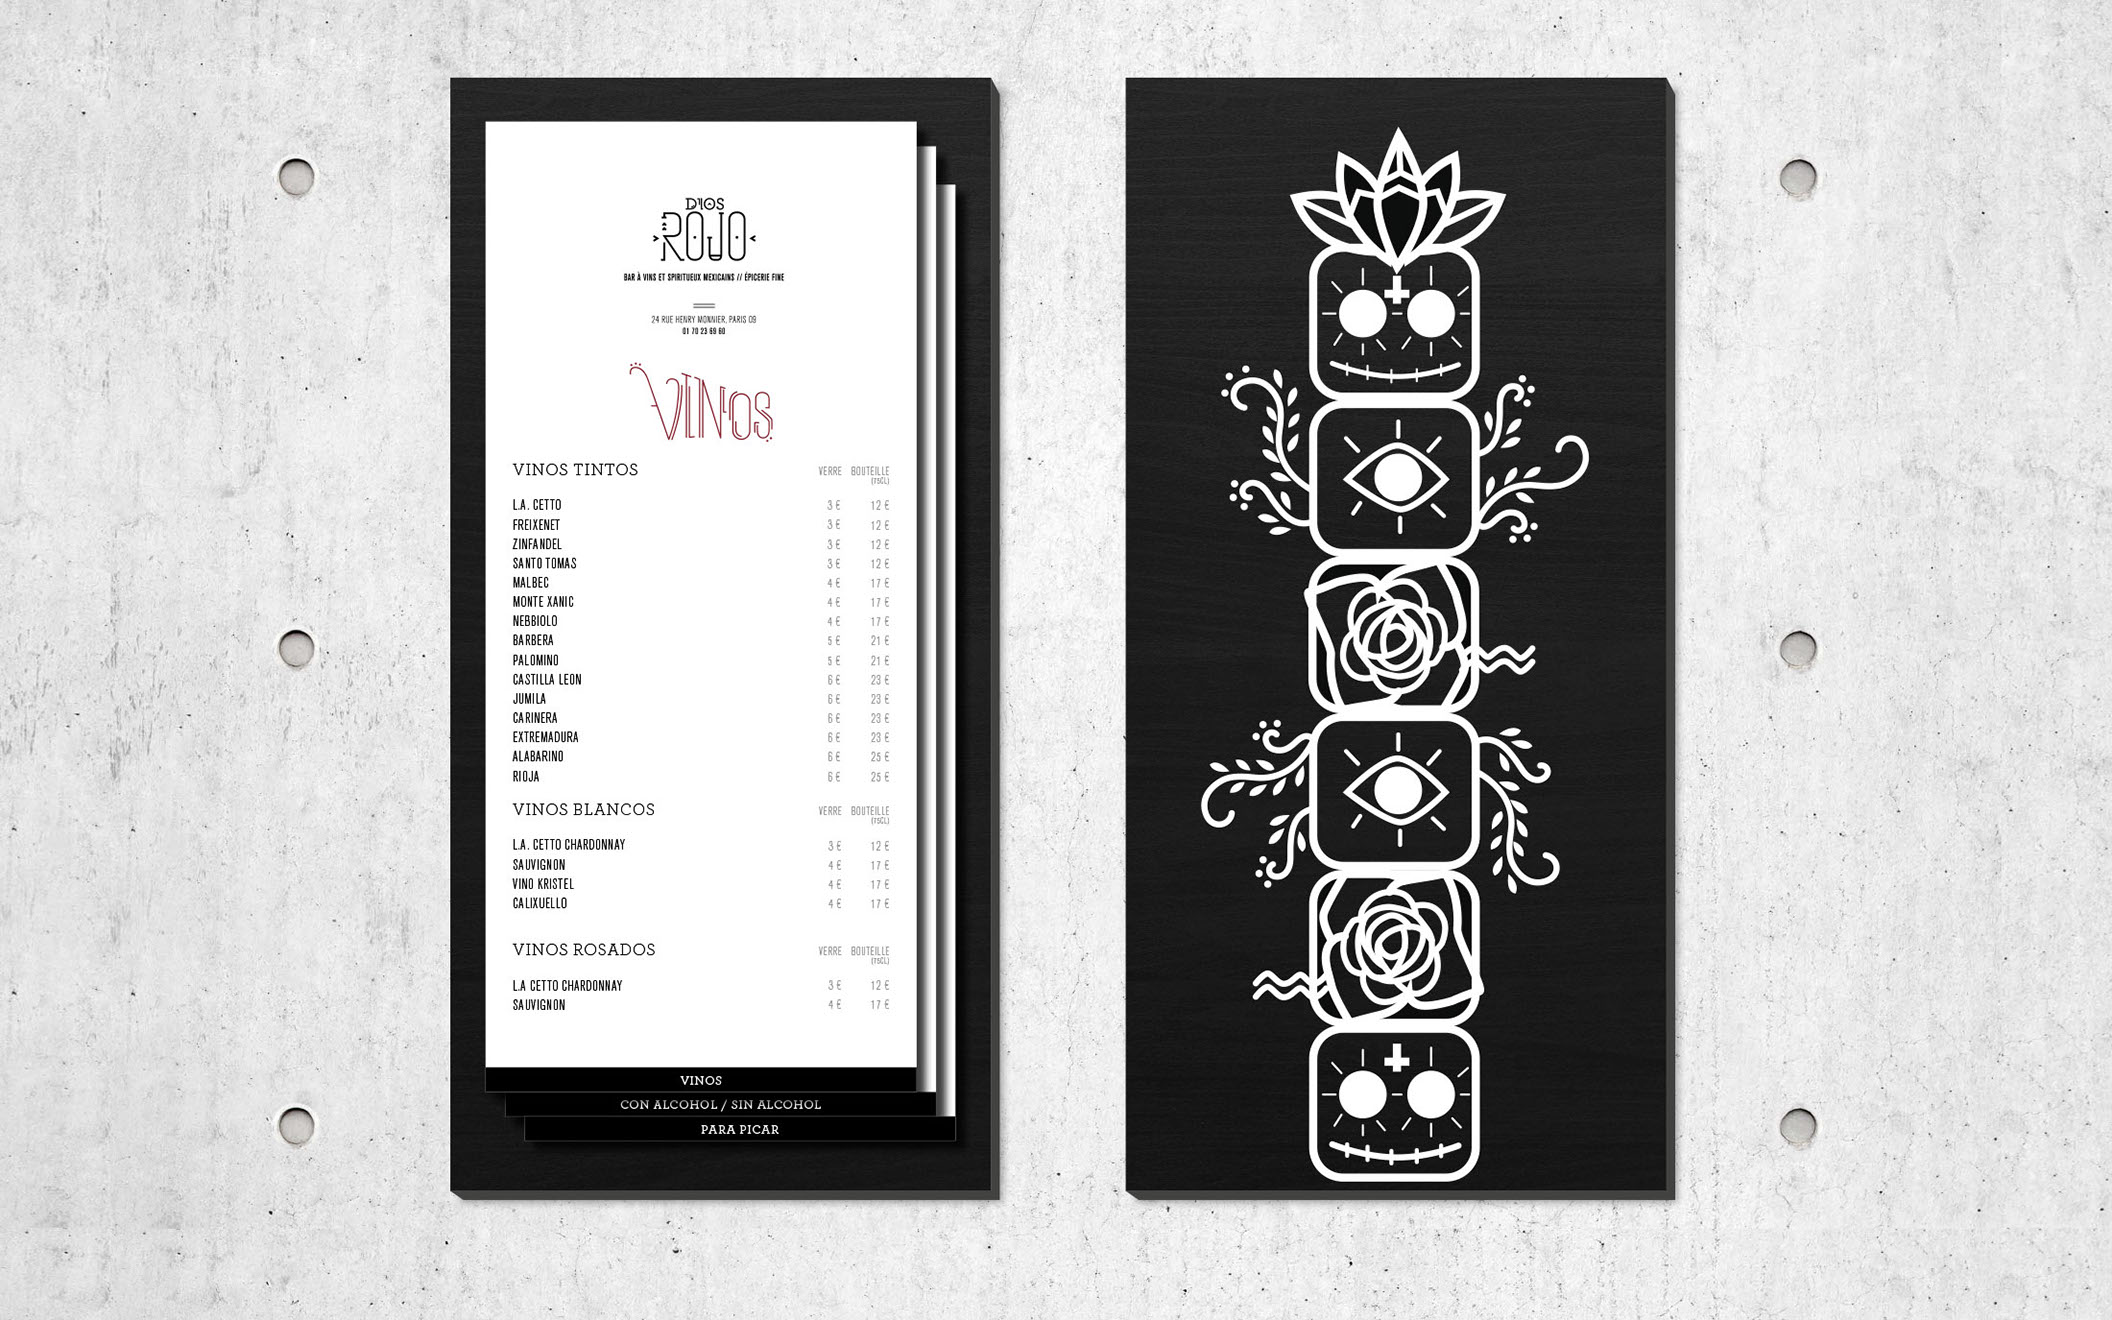 DIOS
ROJO
BAR À VINS ET SPIRITUEUX MEXICAINS // ÉPICERIE FINE
24 RUE HENRY MONNIER, PARIS 09
01 70 23 69 60
VINOS
VINOS TINTOS VERRE BOUTEILLE
(75CL)
L.A. CETTO 3 € 12 €
FREIXENET 3 € 12 €
ZINFANDEL 3 € 12 €
SANTO TOMAS 3 € 12 €
MALBEC 4 € 17 €
MONTE XANIC 4 € 17 €
NEBBIOLO 4 € 17 €
BARBERA 5 € 21 €
PALOMINO 5 € 21 €
CASTILLA LEON 6 € 23 €
JUMILA 6 € 23 €
CARINERA 6 € 23 €
EXTREMADURA 6 € 23 €
ALABARINO 6 € 25 €
RIOJA 6 € 25 €
VINOS BLANCOS VERRE BOUTEILLE
(75CL)
L.A. CETTO CHARDONNAY 3 € 12 €
SAUVIGNON 4 € 17 €
VINO KRISTEL 4 € 17 €
CALIXUELLO 4 € 17 €
VINOS ROSADOS VERRE BOUTEILLE
(75CL)
L.A CETTO CHARDONNAY 3 € 12 €
SAUVIGNON 4 € 17 €
VINOS
CON ALCOHOL / SIN ALCOHOL
PARA PICAR